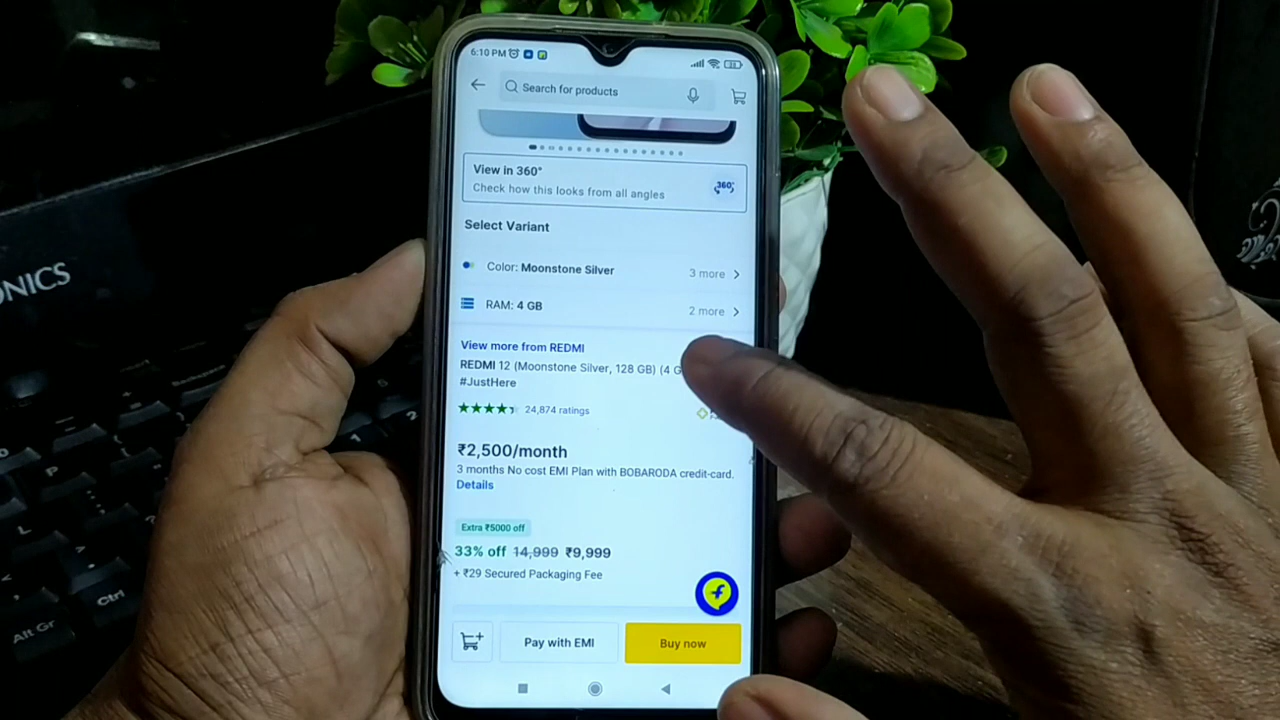 6:10 PM
Search for products
View in 360°
Check how this looks from all angles
360°
Select Variant
Color: Moonstone Silver
3 more
RAM: 4 GB
2 more
View more from REDMI
REDMI 12 (Moonstone Silver, 128 GB) (4 G
#JustHere
24,874 ratings
₹2,500/month
3 months No cost EMI Plan with BOBARODA credit-card.
Details
Extra ₹5000 off
33% off 14,999 ₹9,999
+ ₹29 Secured Packaging Fee
Pay with EMI
Buy now
ONICS
Ctrl
Alt Gr